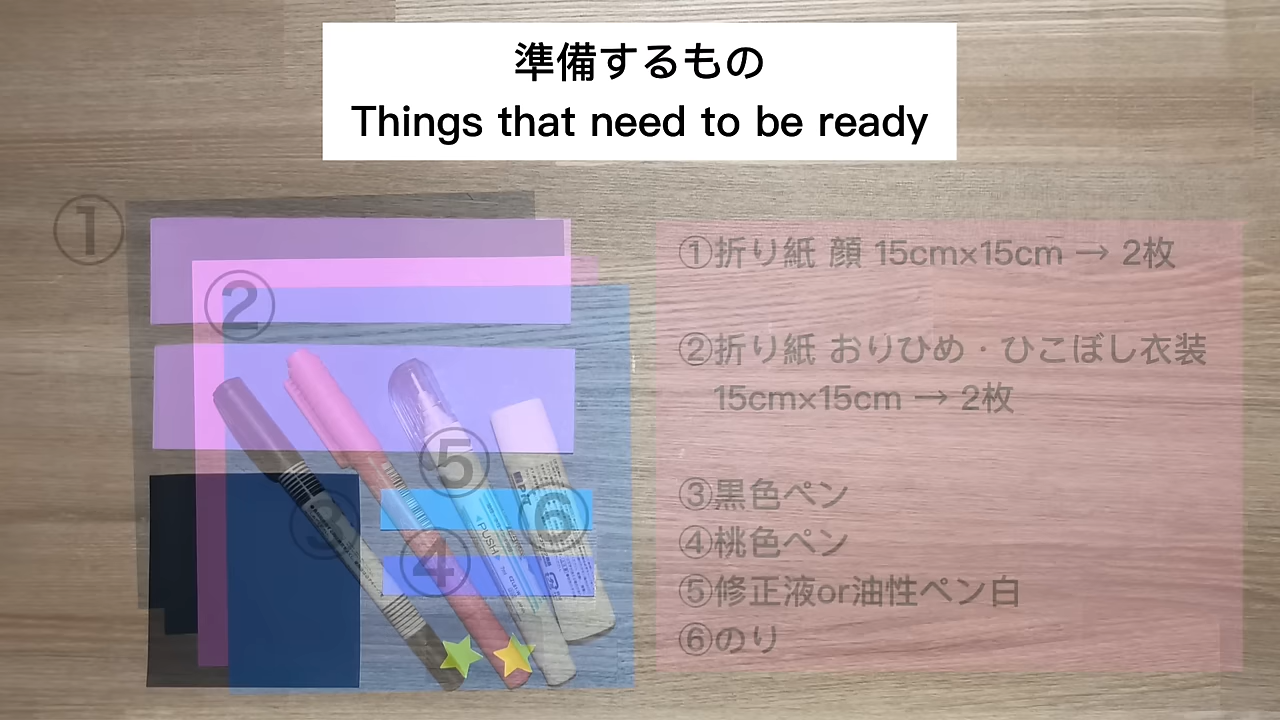 準備するもの
Things that need to be ready
①
②
③
④
⑤
⑥
PiT
PUSH
①折り紙 顔 15cm×15cm → 2枚
②折り紙 おりひめ・ひこぼし衣装
15cm×15cm → 2枚
③黒色ペン
④桃色ペン
⑤修正液or油性ペン白
⑥のり